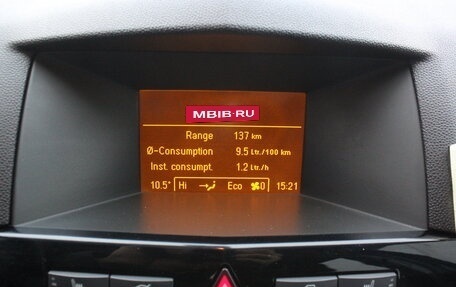 MBIB.RU
Range 137 km
Ø-Consumption 9.5 Ltr./100 km
Inst. consumpt. 1.2 Ltr./h
10.5° Hi Eco 0 15:21